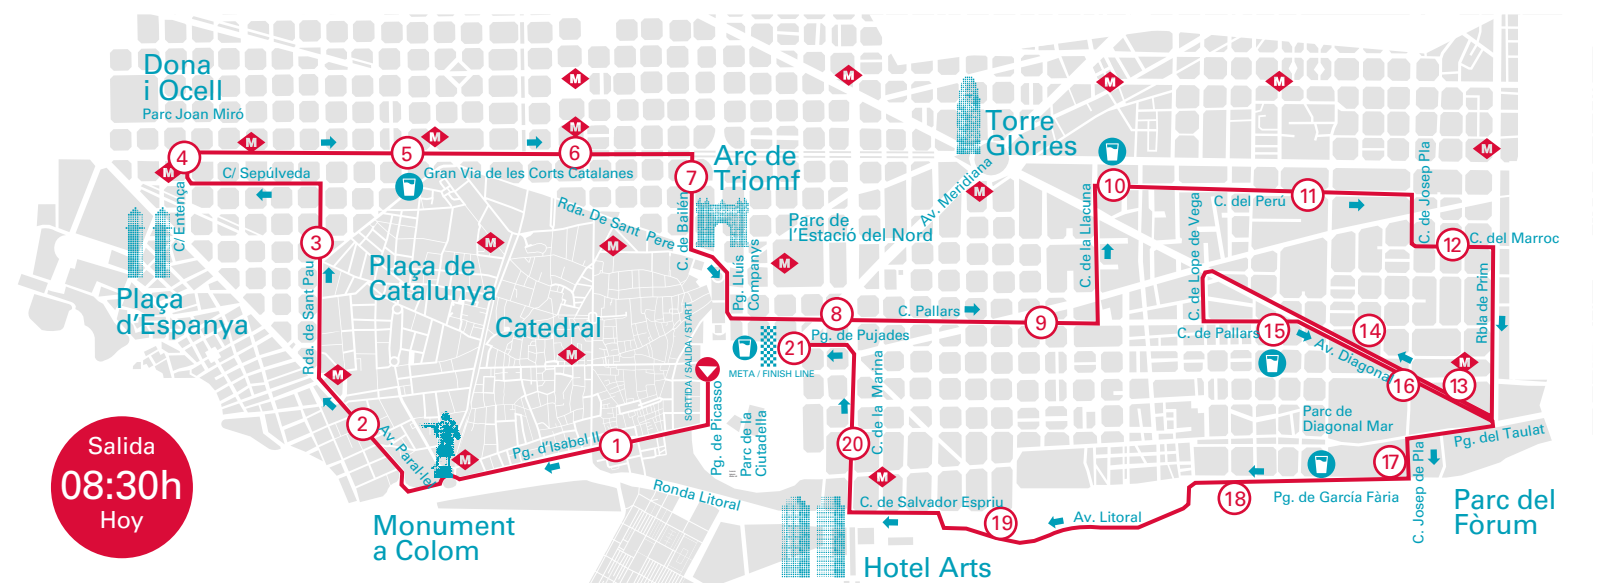 Dona
i Ocell
Parc Joan Miró
M
M
M
M
M
M
M
M
4
5
6
C/ Sepúlveda
Gran Via de les Corts Catalanes
7
Arc de
Triomf
Torre
Glòries
Av. Meridiana
M
M
10
11
C. del Perú
C. de Josep Pla
M
C/ Entença
3
Rda. de Sant Pau
M
Rda. De Sant Pere
M
C. de Bailén
Parc de
l'Estació del Nord
M
Pg. Lluís
Companys
C. de la Llacuna
C. de Lope de Vega
12
C. del Marroc
Rbla de Prim
Plaça
d'Espanya
Plaça de
Catalunya
Catedral
M
SORTIDA / SALIDA / START
8
C. Pallars
9
Pg. de Pujades
21
META / FINISH LINE
C. de Pallars
15
14
Av. Diagonal
16
13
M
M
2
Av. Paral·lel
M
Pg. d'Isabel II
1
Pg. de Picasso
Parc de la
Ciutadella
20
C. de la Marina
M
Parc de
Diagonal Mar
Pg. del Taulat
17
C. Josep de Pla
18
Pg. de García Fària
Ronda Litoral
C. de Salvador Espriu
19
Av. Litoral
Monument
a Colom
Hotel Arts
Parc del
Fòrum
Salida
08:30h
Hoy